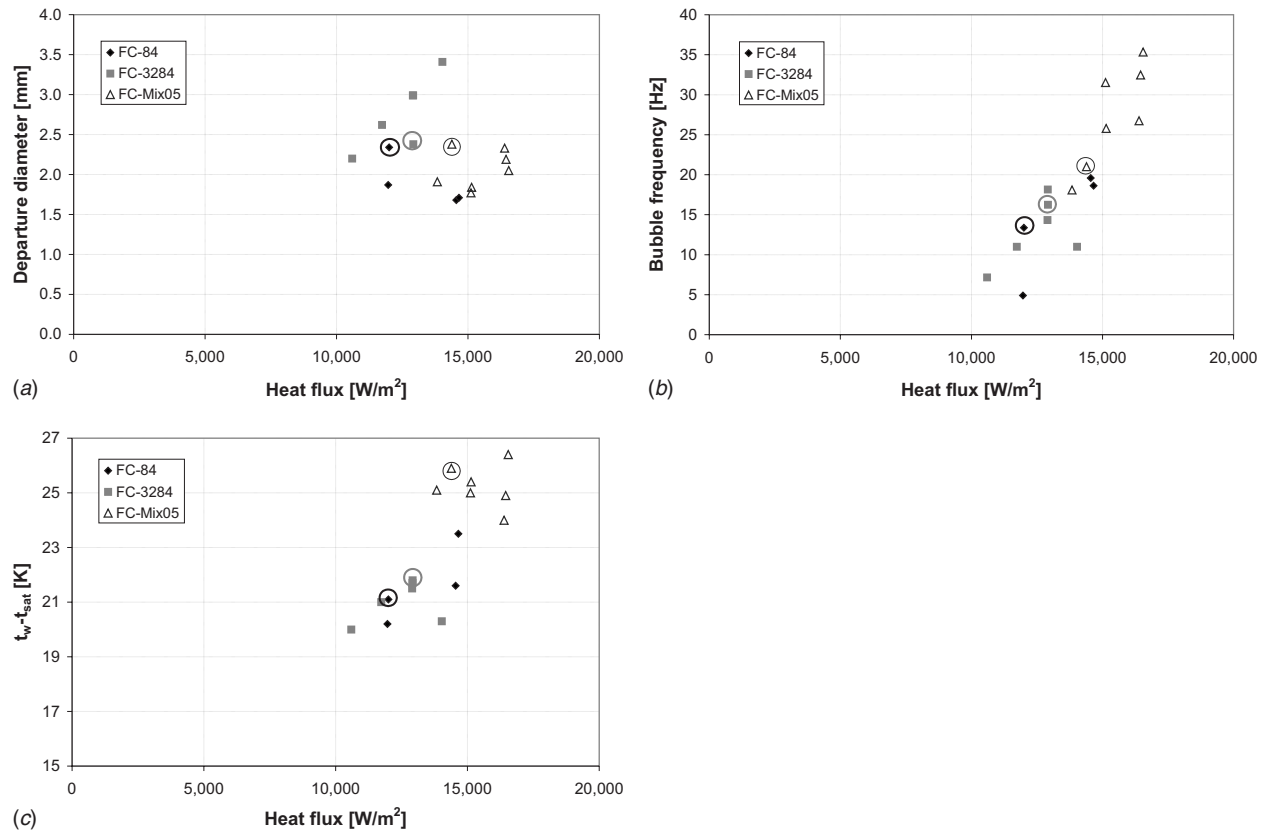 4.0
3.5
3.0
2.5
2.0
1.5
1.0
0.5
0.0
Departure diameter [mm]
FC-84
FC-3284
FC-Mix05
0 5,000 10,000 15,000 20,000
(a) Heat flux [W/m²]
40
35
30
25
20
15
10
5
0
Bubble frequency [Hz]
FC-84
FC-3284
FC-Mix05
0 5,000 10,000 15,000 20,000
(b) Heat flux [W/m²]
27
25
23
21
19
17
15
tw-tsat [K]
FC-84
FC-3284
FC-Mix05
0 5,000 10,000 15,000 20,000
(c) Heat flux [W/m²]